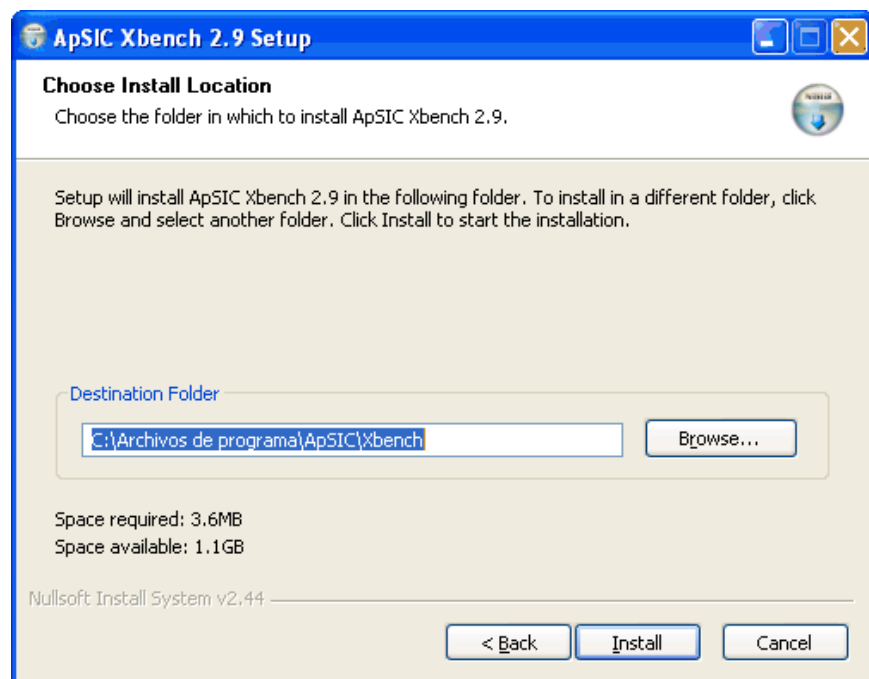 ApSIC Xbench 2.9 Setup
Choose Install Location
Choose the folder in which to install ApSIC Xbench 2.9.
Setup will install ApSIC Xbench 2.9 in the following folder. To install in a different folder, click
Browse and select another folder. Click Install to start the installation.
Destination Folder
C:\Archivos de programa\ApSIC\Xbench
Browse...
Space required: 3.6MB
Space available: 1.1GB
Nullsoft Install System v2.44
< Back
Install
Cancel